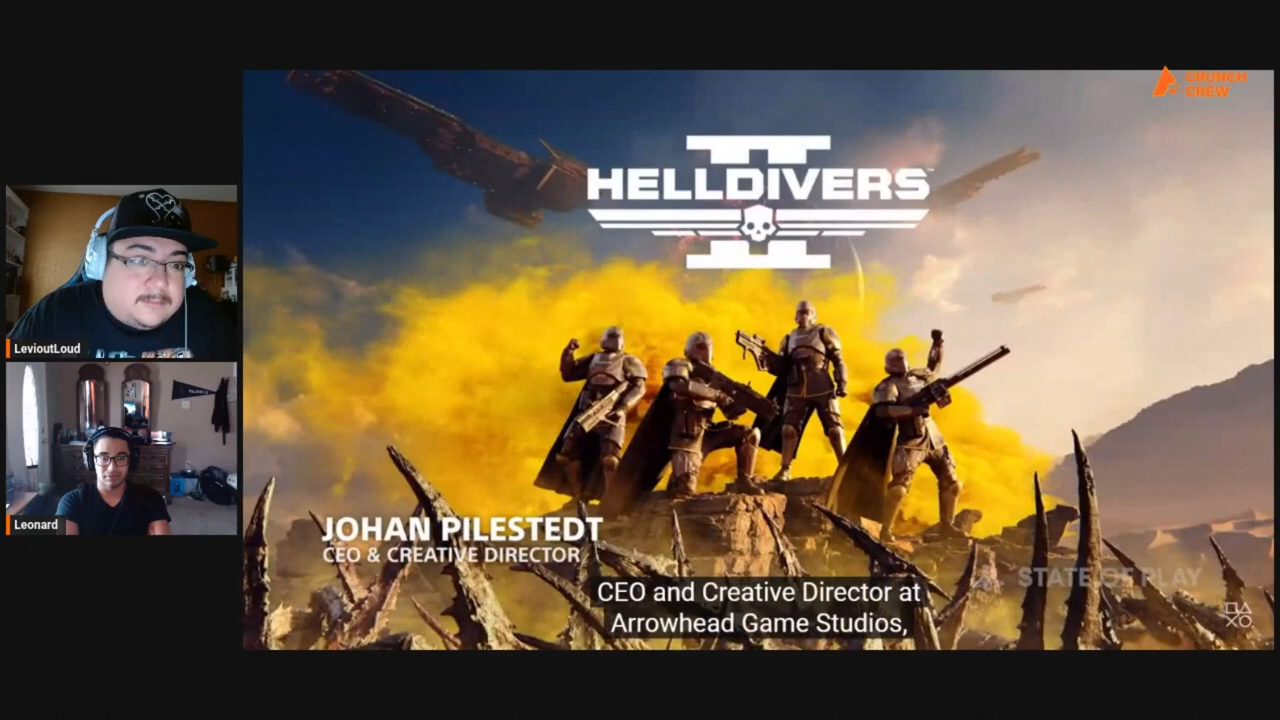 CRUNCH
CREW
HELLDIVERS
II
LevioutLoud
Leonard
JOHAN PILESTEDT
CEO & CREATIVE DIRECTOR
STATE OF PLAY
CEO and Creative Director at
Arrowhead Game Studios,